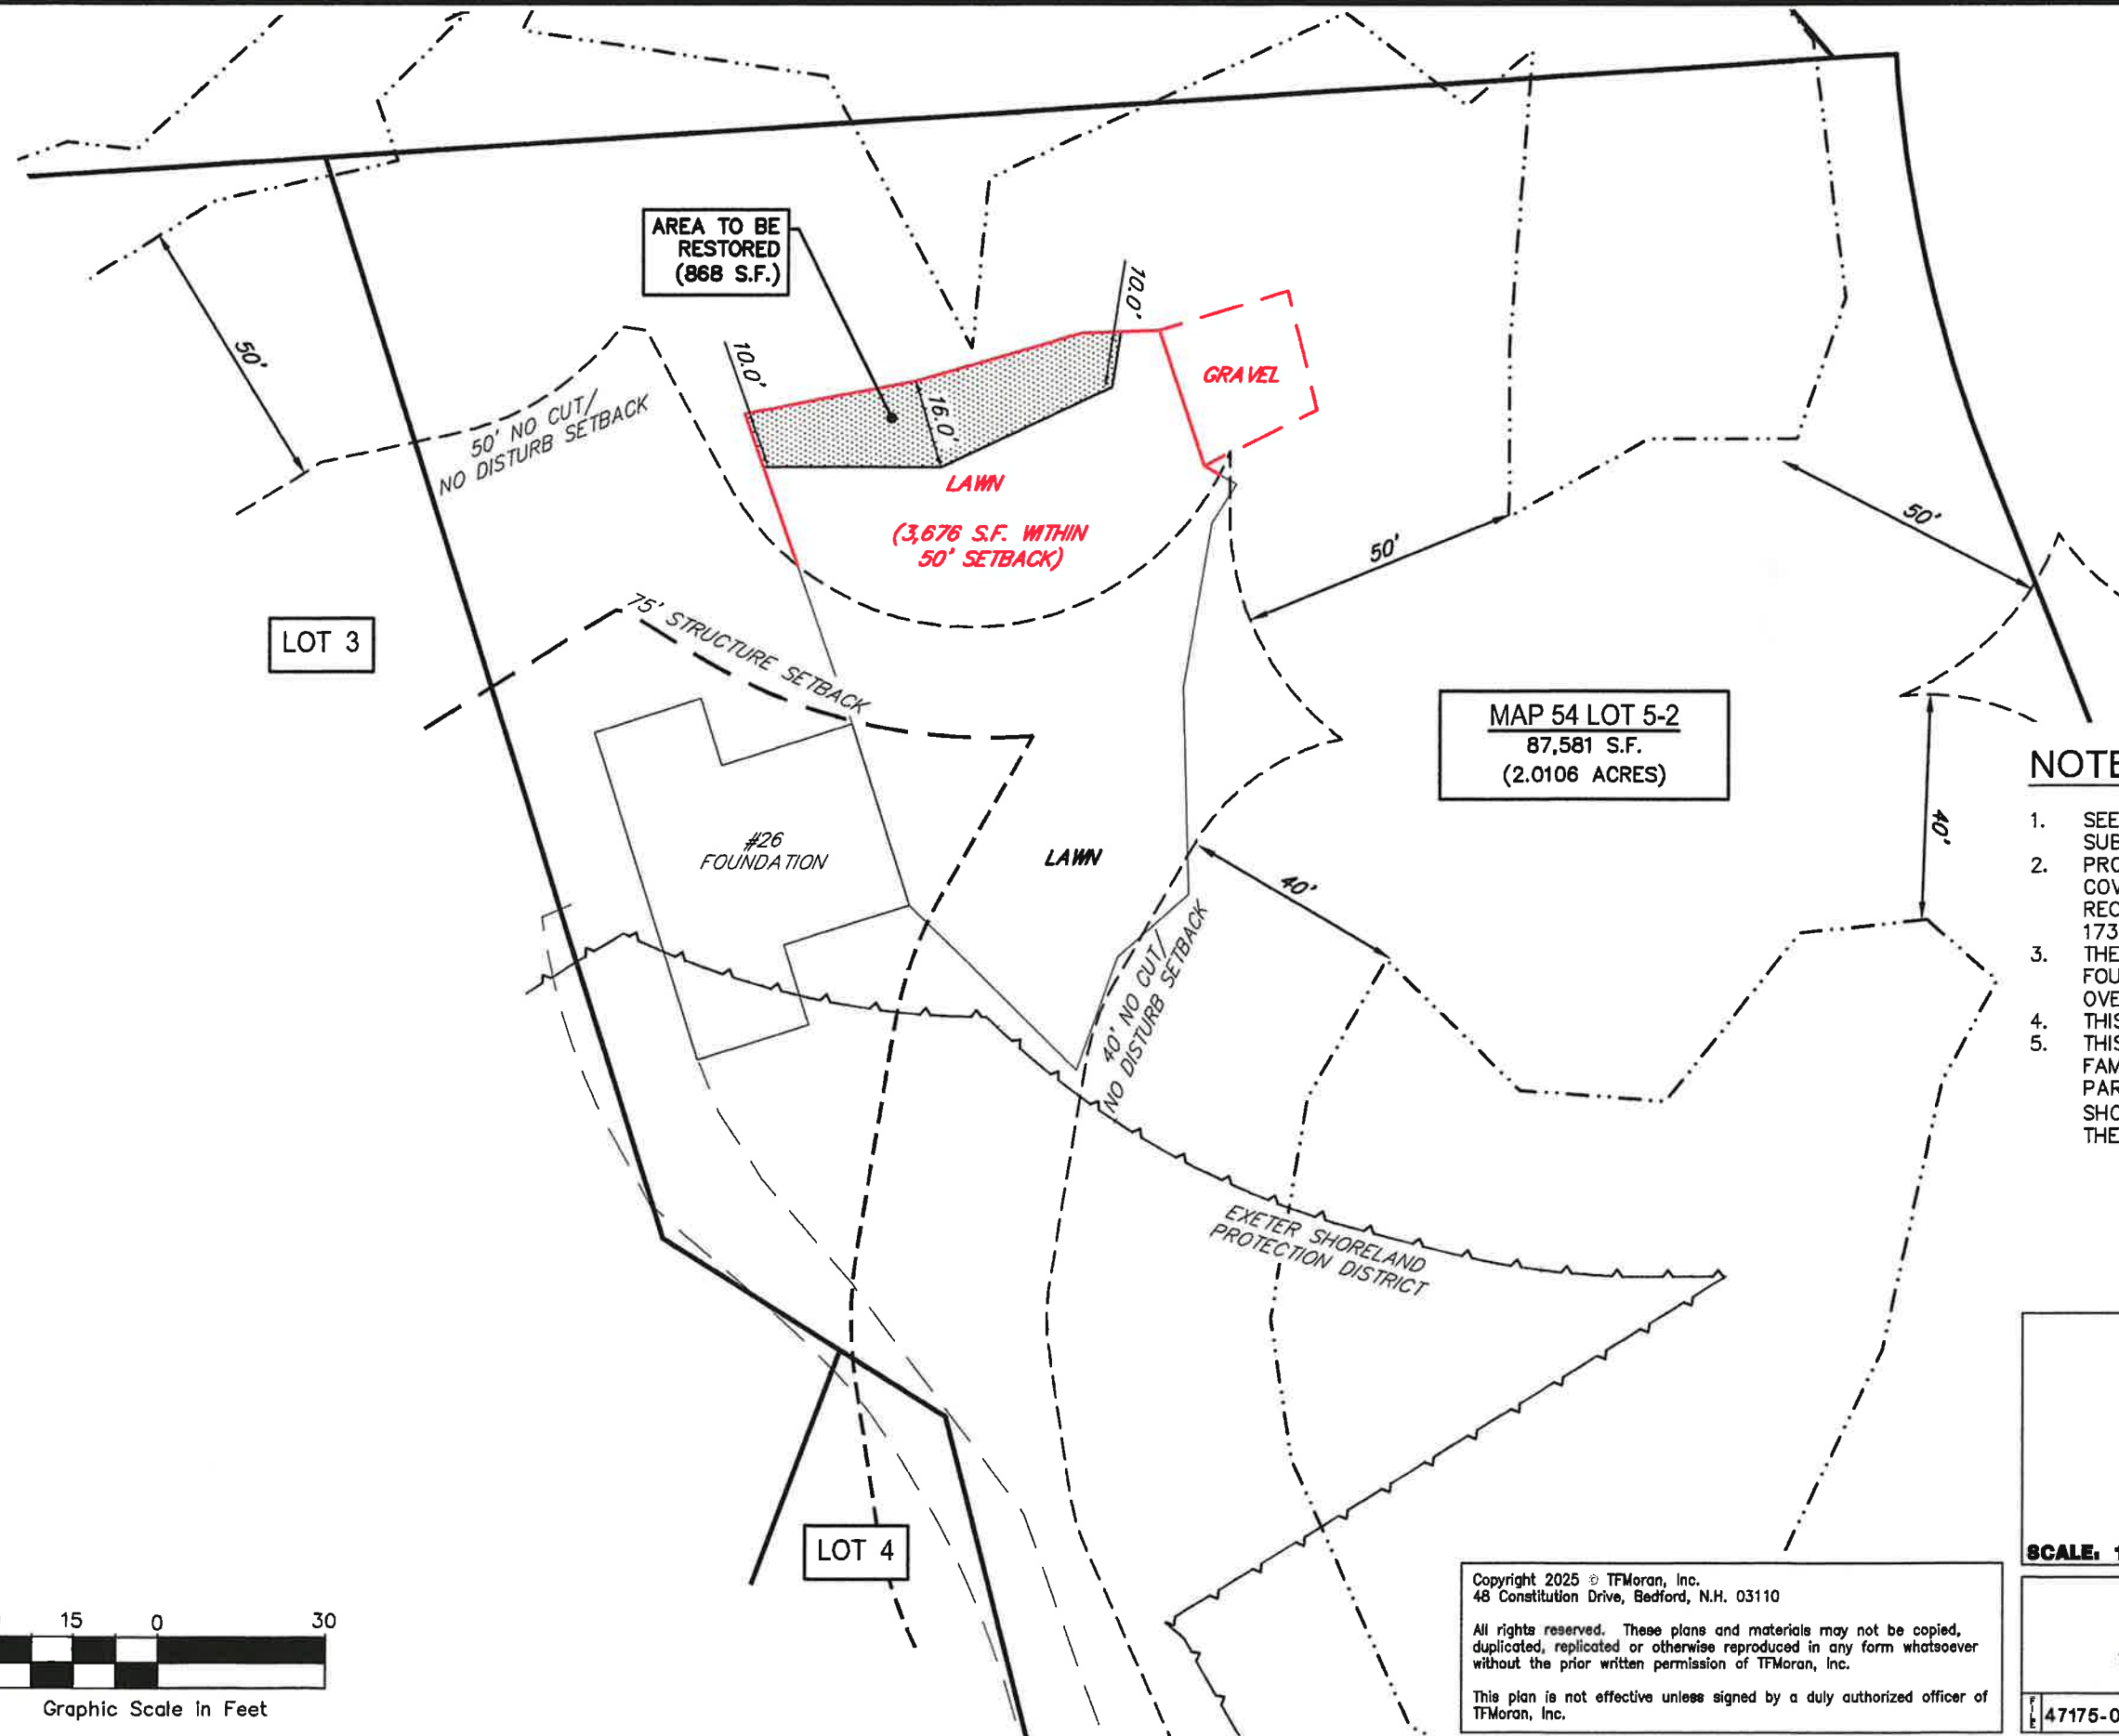 AREA TO BE
RESTORED
(868 S.F.)
10.0'
10.0'
16.0'
GRAVEL
50'
50' NO CUT/
NO DISTURB SETBACK
LAWN
(3,676 S.F. WITHIN
50' SETBACK)
50'
50'
LOT 3
75' STRUCTURE SETBACK
MAP 54 LOT 5-2
87,581 S.F.
(2.0106 ACRES)
#26
FOUNDATION
LAWN
40'
40'
40' NO CUT/
NO DISTURB SETBACK
EXETER SHORELAND
PROTECTION DISTRICT
LOT 4
NOTE
1. SEE
SUB
2. PRO
COV
REC
173
3. THE
FOU
OVE
4. THIS
5. THIS
FAM
PAR
SHO
THE
15 0 30
Graphic Scale in Feet
Copyright 2025 © TFMoran, Inc.
48 Constitution Drive, Bedford, N.H. 03110
All rights reserved. These plans and materials may not be copied,
duplicated, replicated or otherwise reproduced in any form whatsoever
without the prior written permission of TFMoran, Inc.
This plan is not effective unless signed by a duly authorized officer of
TFMoran, Inc.
SCALE: 1
FILE 47175-0